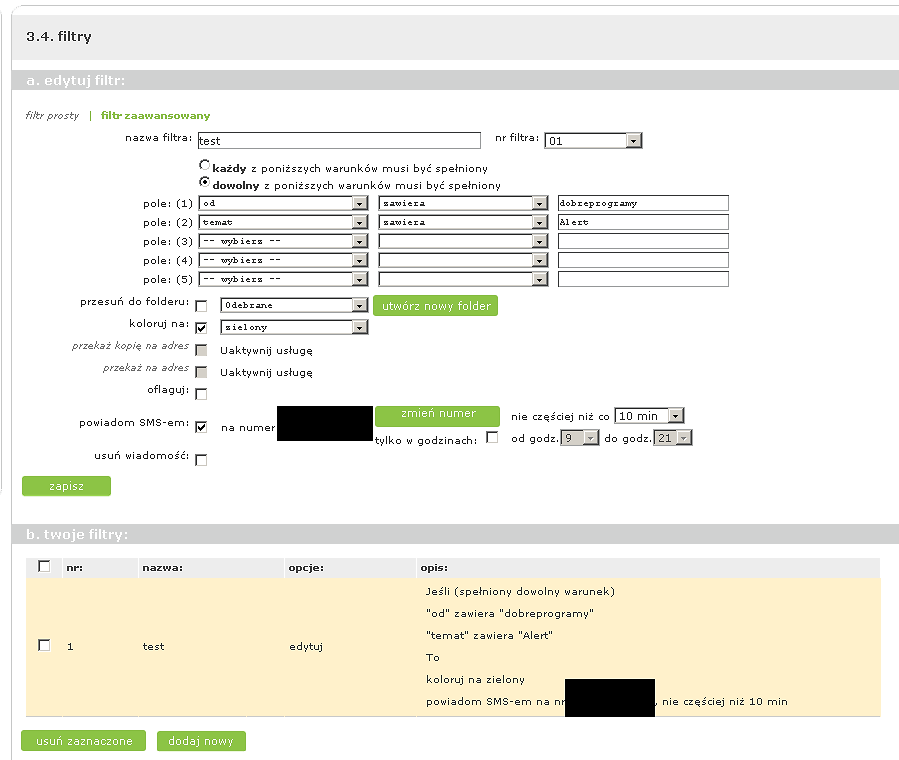 3.4. filtry
a. edytuj filtr:
filtr prosty | filtr zaawansowany
nazwa filtra: test nr filtra: 01
każdy z poniższych warunków musi być spełniony
dowolny z poniższych warunków musi być spełniony
pole: (1) od zawiera dobreprogramy
pole: (2) temat zawiera Alert
pole: (3) -- wybierz --
pole: (4) -- wybierz --
pole: (5) -- wybierz --
przesuń do folderu: Odebrane utwórz nowy folder
koloruj na: zielony
przekaż kopię na adres Uaktywnij usługę
przekaż na adres Uaktywnij usługę
oflaguj:
powiadom SMS-em: na numer zmień numer nie częściej niż co 10 min
tylko w godzinach: od godz. 9 do godz. 21
usuń wiadomość:
zapisz
b. twoje filtry:
nr: nazwa: opcje: opis:
Jeśli (spełniony dowolny warunek)
"od" zawiera "dobreprogramy"
"temat" zawiera "Alert"
1 test edytuj To
koloruj na zielony
powiadom SMS-em na nr , nie częściej niż 10 min
usuń zaznaczone dodaj nowy